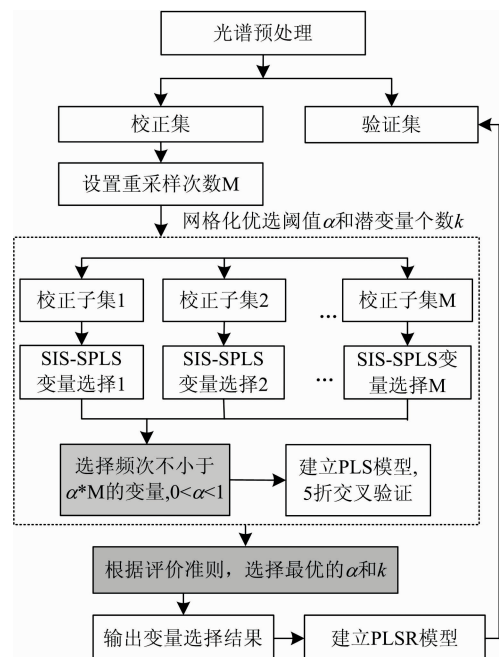 光谱预处理
校正集
验证集
设置重采样次数M
网格化优选阈值α和潜变量个数k
校正子集1
校正子集2
...
校正子集M
SIS-SPLS
变量选择1
SIS-SPLS
变量选择2
...
SIS-SPLS变
量选择M
选择频次不小于
α*M的变量,0<α<1
建立PLS模型,
5折交叉验证
根据评价准则，选择最优的α和k
输出变量选择结果
建立PLSR模型